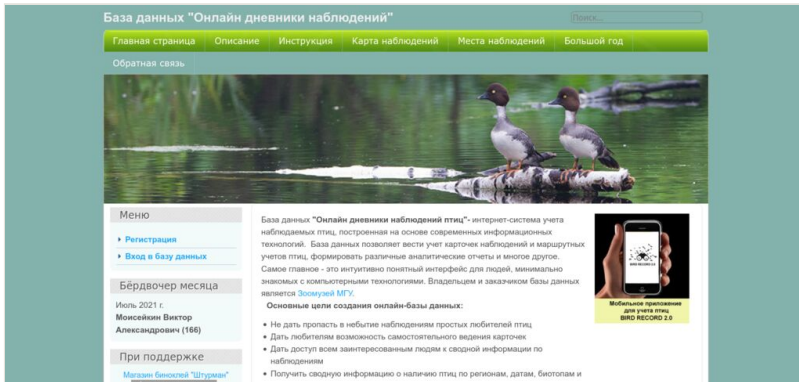 База данных "Онлайн дневники наблюдений"
Поиск...
Главная страница Описание Инструкция Карта наблюдений Места наблюдений Большой год
Обратная связь
Меню
Регистрация
Вход в базу данных
Бёрдвочер месяца
Июль 2021 г.
Моисейкин Виктор
Александрович (166)
При поддержке
Магазин биноклей "Штурман"
База данных "Онлайн дневники наблюдений птиц"- интернет-система учета
наблюдаемых птиц, построенная на основе современных информационных
технологий. База данных позволяет вести учет карточек наблюдений и маршрутных
учетов птиц, формировать различные аналитические отчеты и многое другое.
Самое главное - это интуитивно понятный интерфейс для людей, минимально
знакомых с компьютерными технологиями. Владельцем и заказчиком базы данных
является Зоомузей МГУ.
Основные цели создания онлайн-базы данных:
Не дать пропасть в небытие наблюдениям простых любителей птиц
Дать любителям возможность самостоятельного ведения карточек
Дать доступ всем заинтересованным людям к сводной информации по
наблюдениям
Получить сводную информацию о наличию птиц по регионам, датам, биотопам и
BIRD RECORD 2.0
Мобильное приложение
для учета птиц
BIRD RECORD 2.0